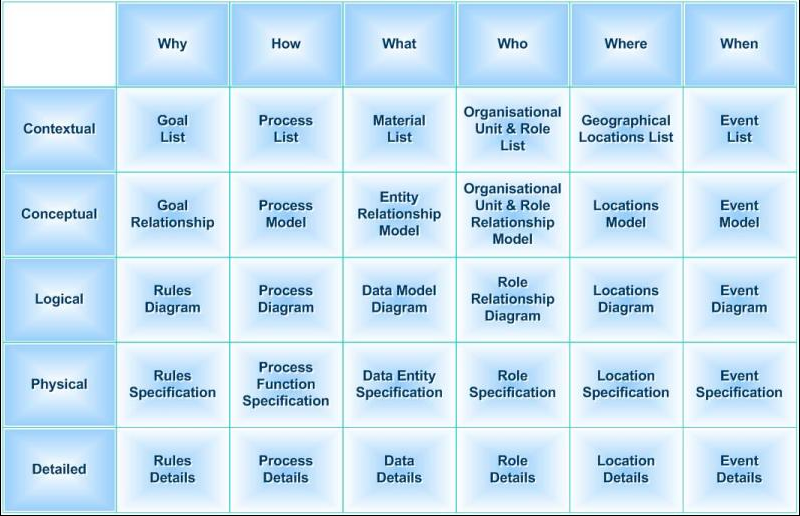 Why
How
What
Who
Where
When
Contextual
Goal
List
Process
List
Material
List
Organisational
Unit & Role
List
Geographical
Locations List
Event
List
Conceptual
Goal
Relationship
Process
Model
Entity
Relationship
Model
Organisational
Unit & Role
Relationship
Model
Locations
Model
Event
Model
Logical
Rules
Diagram
Process
Diagram
Data Model
Diagram
Role
Relationship
Diagram
Locations
Diagram
Event
Diagram
Physical
Rules
Specification
Process
Function
Specification
Data Entity
Specification
Role
Specification
Location
Specification
Event
Specification
Detailed
Rules
Details
Process
Details
Data
Details
Role
Details
Location
Details
Event
Details